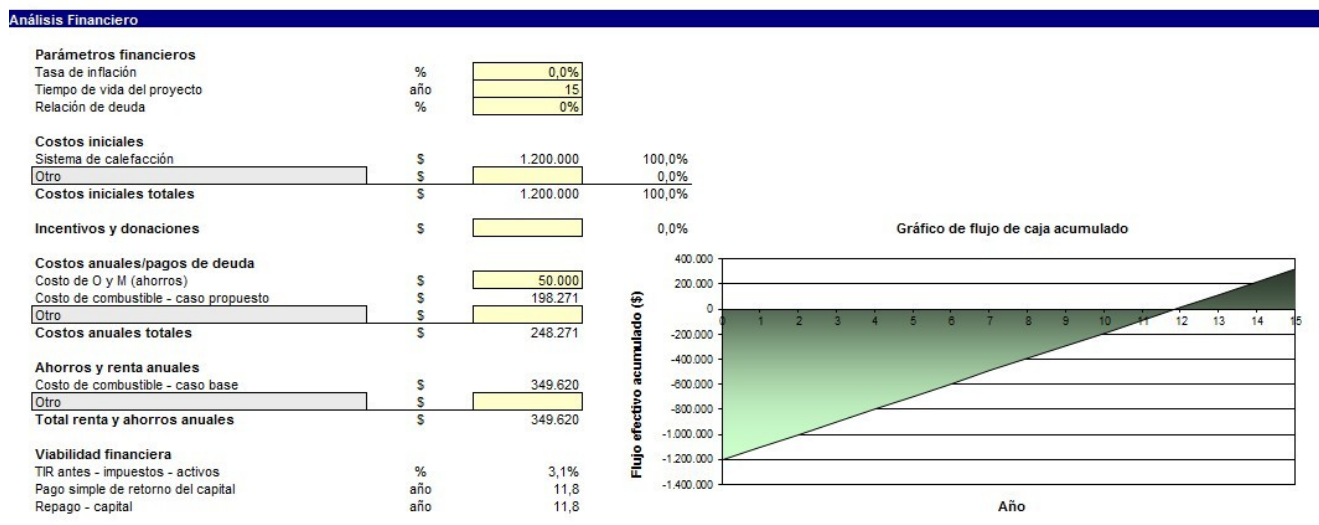 Análisis Financiero
Parámetros financieros
Tasa de inflación % 0,0%
Tiempo de vida del proyecto año 15
Relación de deuda % 0%
Costos iniciales
Sistema de calefacción $ 1.200.000 100,0%
Otro $ 0,0%
Costos iniciales totales $ 1.200.000 100,0%
Incentivos y donaciones $ 0,0%
Costos anuales/pagos de deuda
Costo de O y M (ahorros) $ 50.000
Costo de combustible - caso propuesto $ 198.271
Otro $
Costos anuales totales $ 248.271
Ahorros y renta anuales
Costo de combustible - caso base $ 349.620
Otro $
Total renta y ahorros anuales $ 349.620
Viabilidad financiera
TIR antes - impuestos - activos % 3,1%
Pago simple de retorno del capital año 11,8
Repago - capital año 11,8
Gráfico de flujo de caja acumulado
Flujo efectivo acumulado ($)
400.000
200.000
0
0 1 2 3 4 5 6 7 8 9 10 11 12 13 14 15
-200.000
-400.000
-600.000
-800.000
-1.000.000
-1.200.000
-1.400.000
Año